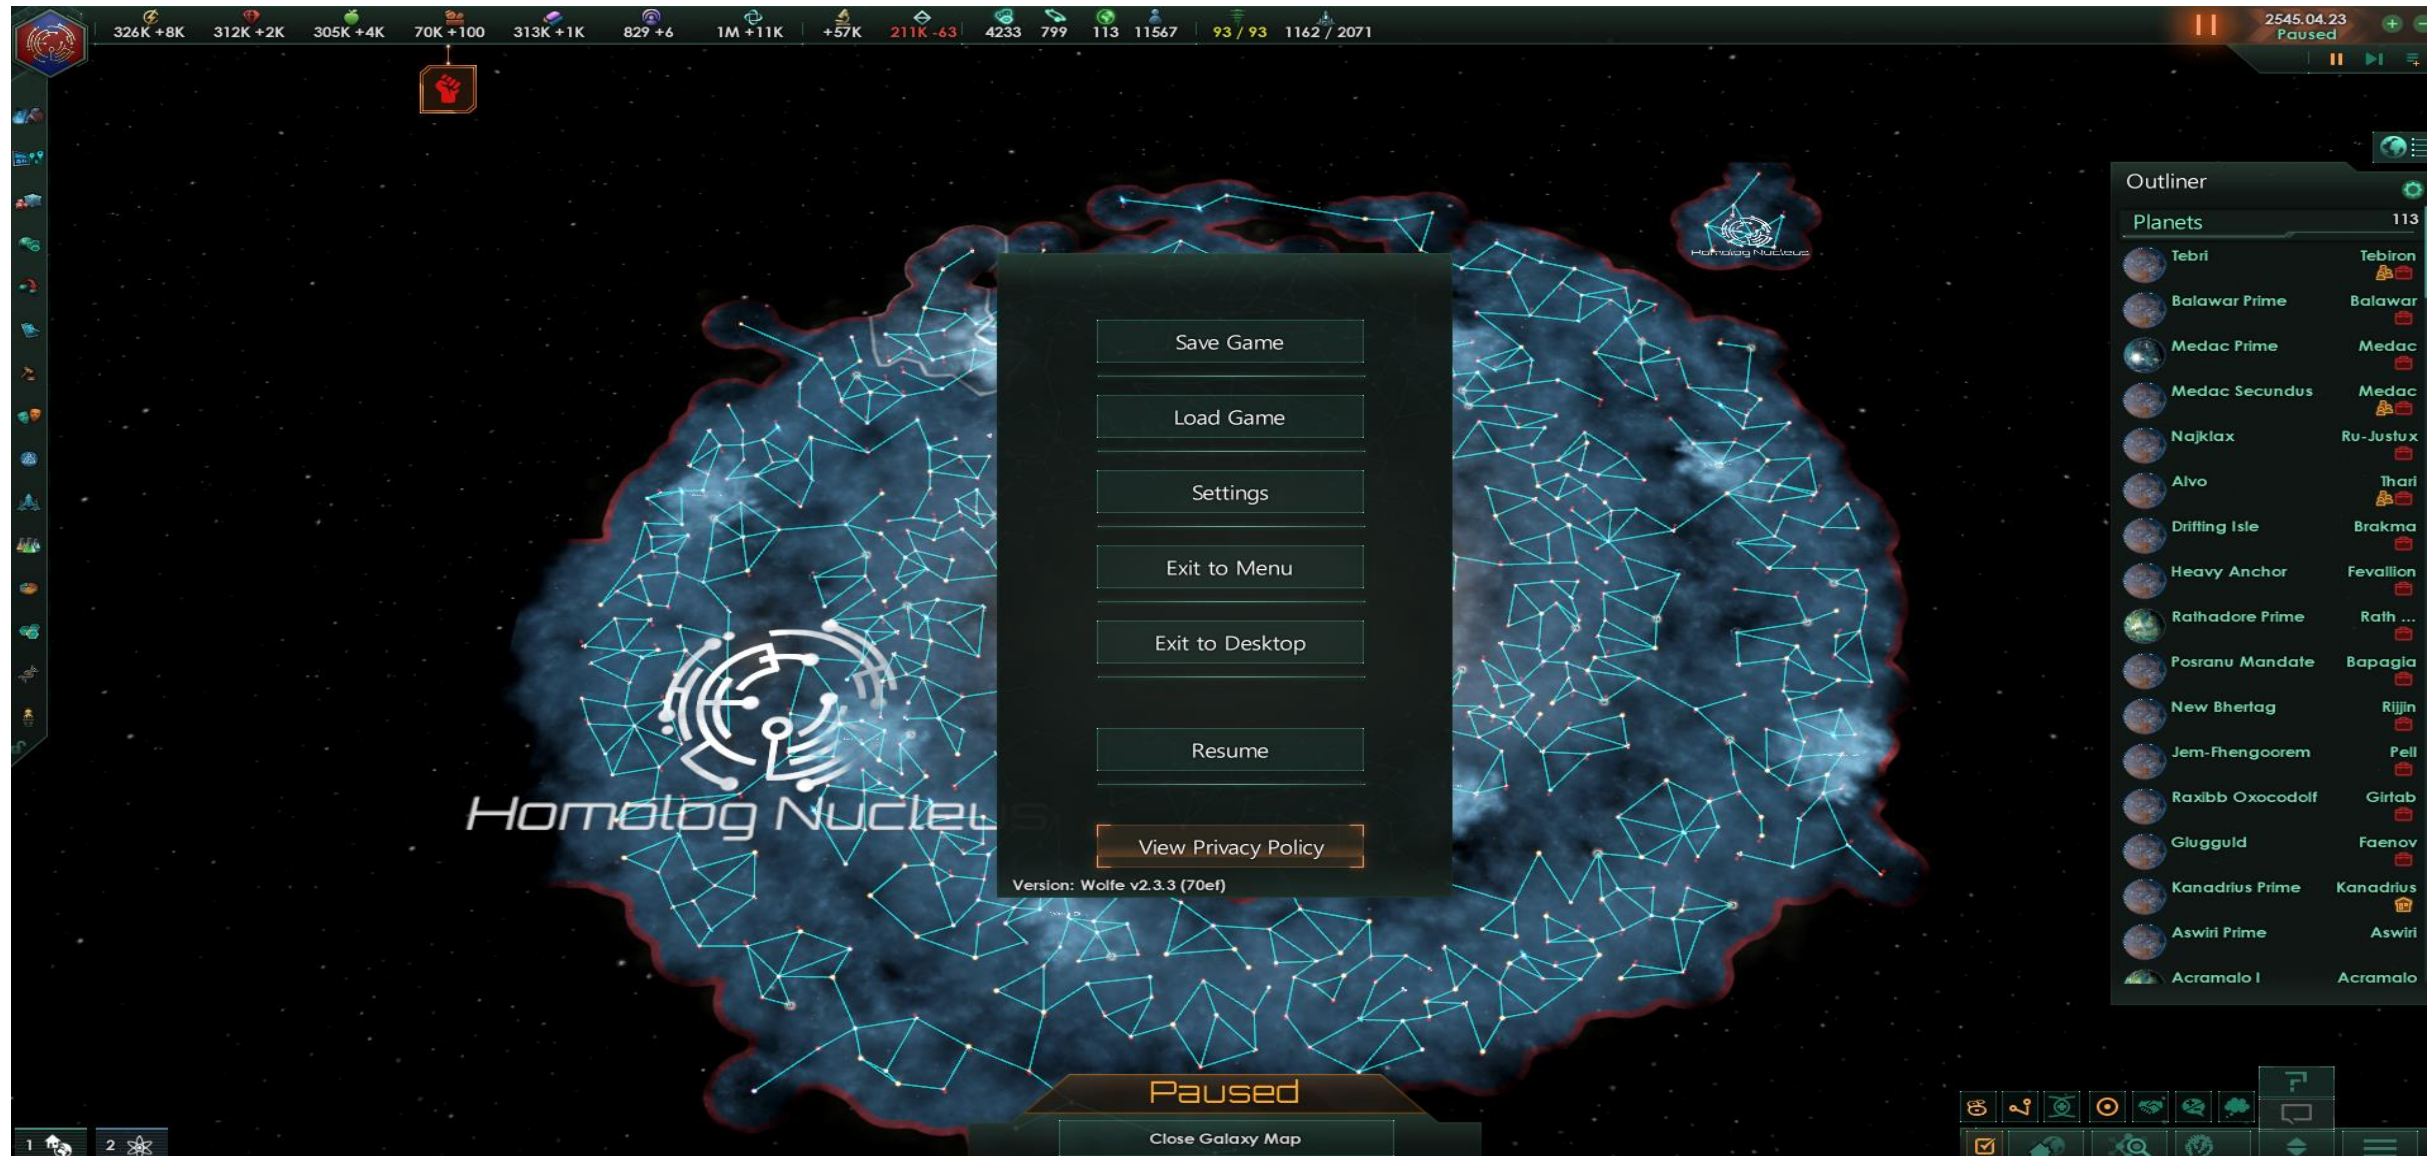 326K +8K 312K +2K 305K +4K 70K +100 313K +1K 829 +6 1M +11K +57K 211K -63 4233 799 113 11567 93 / 93 1162 / 2071
2545.04.23
Paused
Outliner
Planets 113
Tebri Tebiron
Balawar Prime Balawar
Medac Prime Medac
Medac Secundus Medac
Najklax Ru-Justux
Alvo Thari
Drifting Isle Brakma
Heavy Anchor Fevallion
Rathadore Prime Rath ...
Posranu Mandate Bapagia
New Bhertag Rijjin
Jem-Fhengoorem Pell
Raxibb Oxocodolf Girtab
Glugguld Faenov
Kanadrius Prime Kanadrius
Aswiri Prime Aswiri
Acramalo I Acramalo
Homolog Nucleus
Save Game
Load Game
Settings
Exit to Menu
Exit to Desktop
Resume
View Privacy Policy
Version: Wolfe v2.3.3 (70ef)
Homolog Nucleus
Paused
Close Galaxy Map
1 2